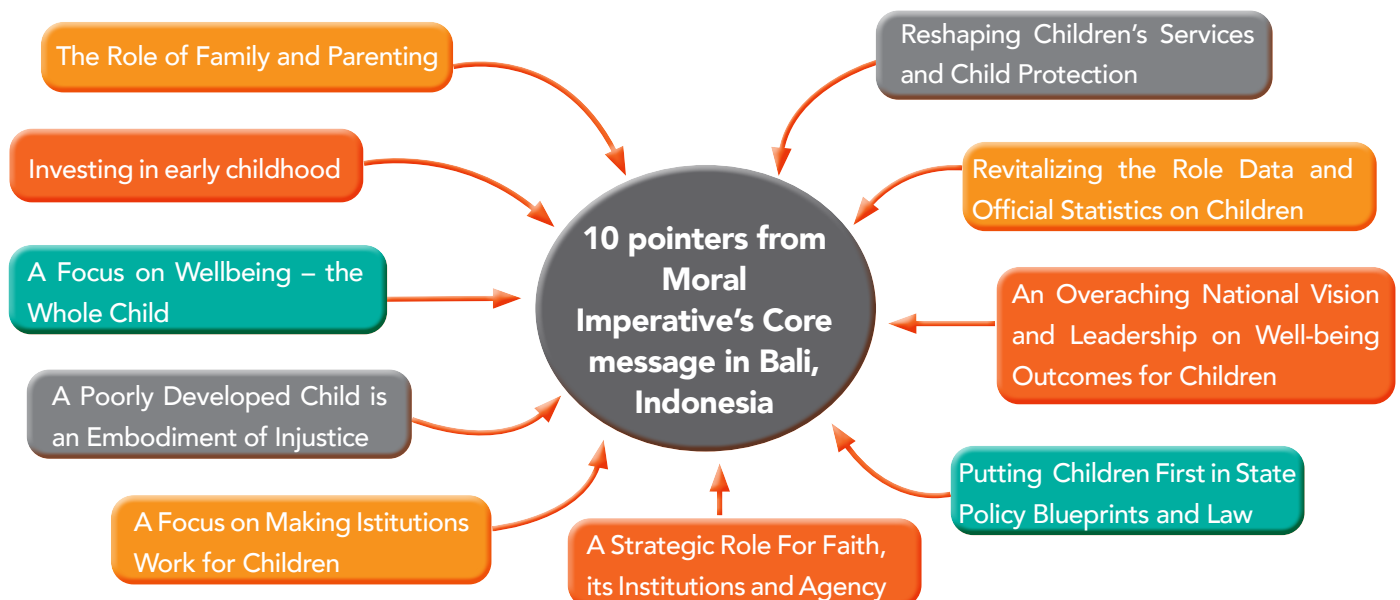 The Role of Family and Parenting
Investing in early childhood
A Focus on Wellbeing – the
Whole Child
A Poorly Developed Child is
an Embodiment of Injustice
A Focus on Making Istitutions
Work for Children
10 pointers from
Moral
Imperative's Core
message in Bali,
Indonesia
A Strategic Role For Faith,
its Institutions and Agency
Reshaping Children's Services
and Child Protection
Revitalizing the Role Data and
Official Statistics on Children
An Overaching National Vision
and Leadership on Well-being
Outcomes for Children
Putting Children First in State
Policy Blueprints and Law